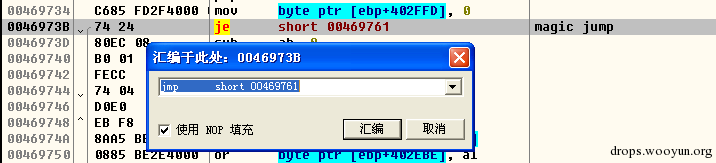 00469734 C685 FD2F4000 mov byte ptr [ebp+402FFD], 0
0046973B 74 24 je short 00469761 magic jump
0046973D 80EC 08
汇编于此处：0046973B
00469740 B0 01
00469742 FECC
jmp short 00469761
00469744 74 04
00469746 D0E0
00469748 EB F8
使用 NOP 填充 汇编 取消
0046974A 8AA5 BE
00469750 0885 BE2E4000 or byte ptr [ebp+402EBE], al
drops.wooyun.org